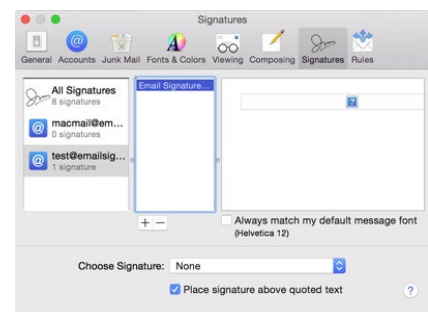 Signatures
General Accounts Junk Mail Fonts & Colors Viewing Composing Signatures Rules
All Signatures
8 signatures
macmail@em...
0 signatures
test@emailsig...
1 signature
Email Signature...
?
+ −
Always match my default message font
(Helvetica 12)
Choose Signature: None
Place signature above quoted text
?